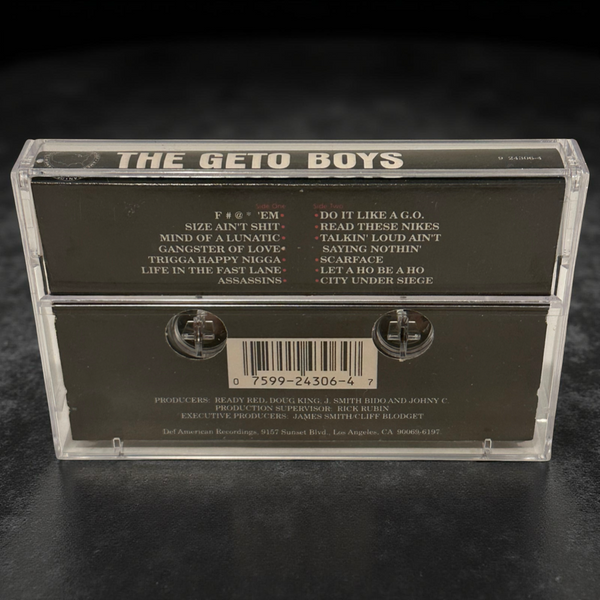 THE GETO BOYS
9 24306-4
Side One
F # @ * 'EM•
SIZE AIN'T SHIT•
MIND OF A LUNATIC•
GANGSTER OF LOVE•
TRIGGA HAPPY NIGGA•
LIFE IN THE FAST LANE•
ASSASSINS•
Side Two
•DO IT LIKE A G.O.
•READ THESE NIKES
•TALKIN' LOUD AIN'T
SAYING NOTHIN'
•SCARFACE
•LET A HO BE A HO
•CITY UNDER SIEGE
0 7599-24306-4 7
PRODUCERS: READY RED, DOUG KING, J. SMITH BIDO AND JOHNY C.
PRODUCTION SUPERVISOR: RICK RUBIN
EXECUTIVE PRODUCERS: JAMES SMITH-CLIFF BLODGET
Def American Recordings, 9157 Sunset Blvd., Los Angeles, CA 90069-6197.